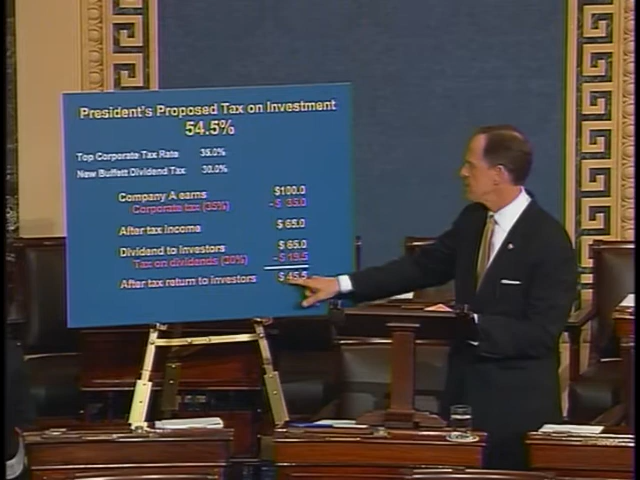 President's Proposed Tax on Investment
54.5%
Top Corporate Tax Rate 35.0%
New Buffett Dividend Tax 30.0%
Company A earns $100.0
Corporate tax (35%) -$ 35.0
After tax income $ 65.0
Dividend to investors $ 65.0
Tax on dividends (30%) -$ 19.5
After tax return to investors $ 45.5